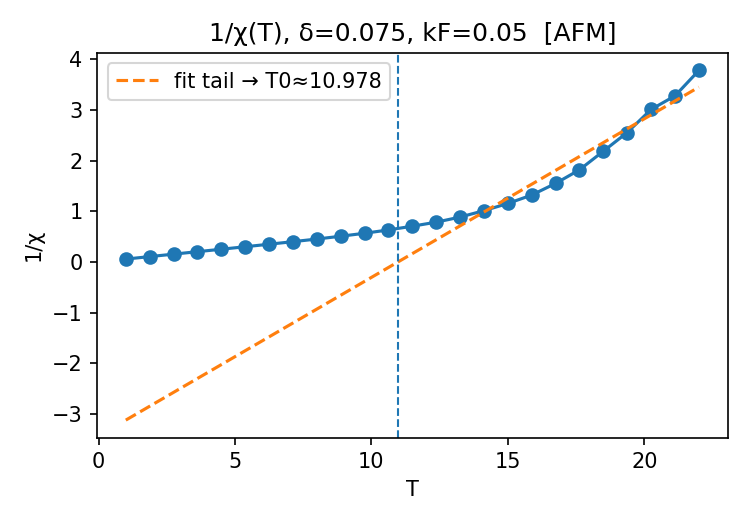 1/χ(T), δ=0.075, kF=0.05 [AFM]
fit tail → T0≈10.978
1/χ
4
3
2
1
0
−1
−2
−3
0 5 10 15 20
T